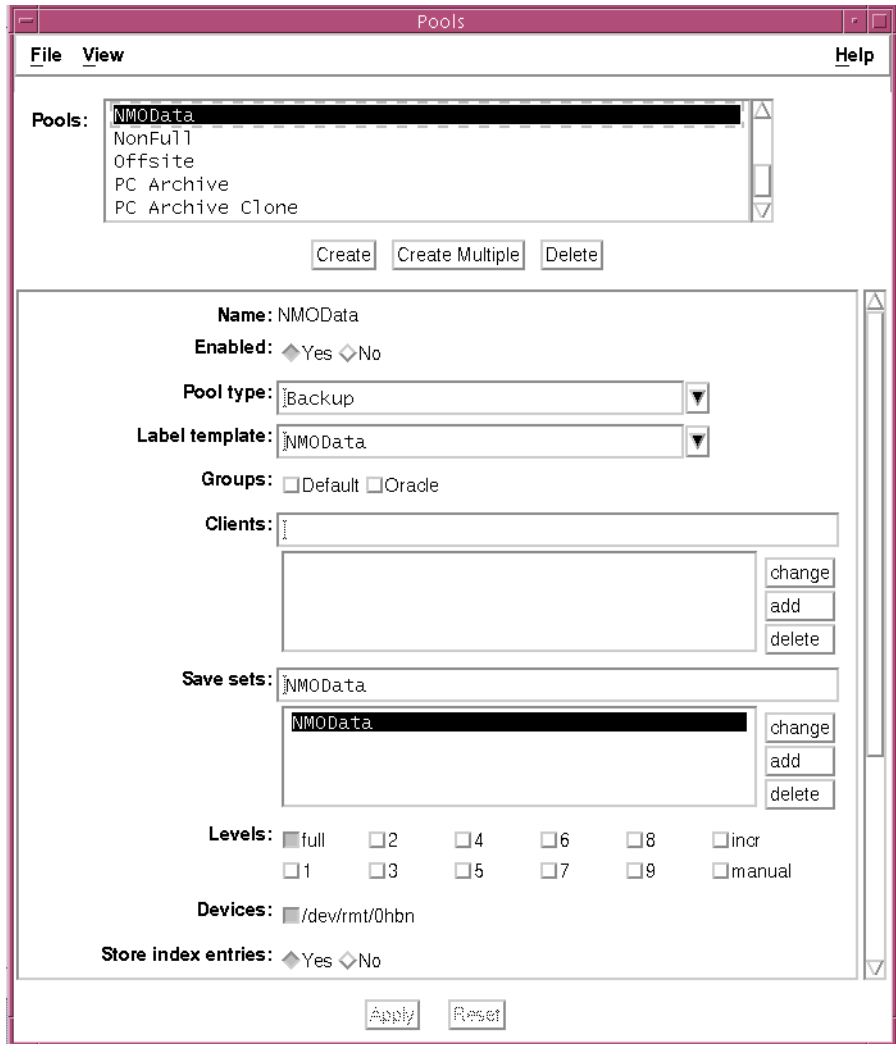 Pools
File View Help
Pools: NMOData
NonFull
Offsite
PC Archive
PC Archive Clone
Create Create Multiple Delete
Name: NMOData
Enabled: Yes No
Pool type: Backup
Label template: NMOData
Groups: Default Oracle
Clients:
change
add
delete
Save sets: NMOData
NMOData
change
add
delete
Levels: full 2 4 6 8 incr
1 3 5 7 9 manual
Devices: /dev/rmt/0hbn
Store index entries: Yes No
Apply Reset